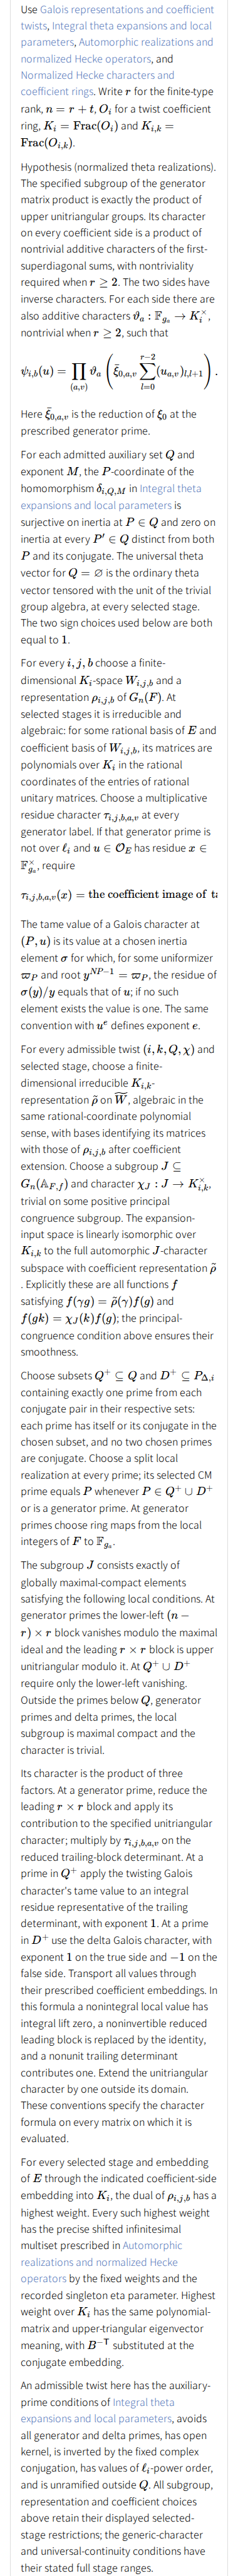 Use Galois representations and coefficient
twists, Integral theta expansions and local
parameters, Automorphic realizations and
normalized Hecke operators, and
Normalized Hecke characters and
coefficient rings. Write r for the finite-type
rank, n = r + t, O_i for a twist coefficient
ring, K_i = Frac(O_i) and K_{i,k} =
Frac(O_{i,k}).
Hypothesis (normalized theta realizations).
The specified subgroup of the generator
matrix product is exactly the product of
upper unitriangular groups. Its character
on every coefficient side is a product of
nontrivial additive characters of the first-
superdiagonal sums, with nontriviality
required when r ≥ 2. The two sides have
inverse characters. For each side there are
also additive characters ϑ_a : 𝔽_{g_a} → K_i^×,
nontrivial when r ≥ 2, such that
ψ_{i,b}(u) = ∏_{(a,v)} ϑ_a ( ξ̄_{0,a,v} ∑_{l=0}^{r−2} (u_{a,v})_{l,l+1} ).
Here ξ̄_{0,a,v} is the reduction of ξ_0 at the
prescribed generator prime.
For each admitted auxiliary set Q and
exponent M, the P-coordinate of the
homomorphism δ_{i,Q,M} in Integral theta
expansions and local parameters is
surjective on inertia at P ∈ Q and zero on
inertia at every P′ ∈ Q distinct from both
P and its conjugate. The universal theta
vector for Q = ∅ is the ordinary theta
vector tensored with the unit of the trivial
group algebra, at every selected stage.
The two sign choices used below are both
equal to 1.
For every i, j, b choose a finite-
dimensional K_i-space W_{i,j,b} and a
representation ρ_{i,j,b} of G_n(F). At
selected stages it is irreducible and
algebraic: for some rational basis of E and
coefficient basis of W_{i,j,b}, its matrices are
polynomials over K_i in the rational
coordinates of the entries of rational
unitary matrices. Choose a multiplicative
residue character τ_{i,j,b,a,v} at every
generator label. If that generator prime is
not over ℓ_i and u ∈ 𝒪_E has residue x ∈
𝔽_{g_a}^×, require
τ_{i,j,b,a,v}(x) = the coefficient image of ta
The tame value of a Galois character at
(P, u) is its value at a chosen inertia
element σ for which, for some uniformizer
ϖ_P and root y^{NP−1} = ϖ_P, the residue of
σ(y)/y equals that of u; if no such
element exists the value is one. The same
convention with u^e defines exponent e.
For every admissible twist (i, k, Q, χ) and
selected stage, choose a finite-
dimensional irreducible K_{i,k}-
representation ρ̃ on W̃, algebraic in the
same rational-coordinate polynomial
sense, with bases identifying its matrices
with those of ρ_{i,j,b} after coefficient
extension. Choose a subgroup J ⊆
G_n(𝔸_{F,f}) and character χ_J : J → K_{i,k}^×,
trivial on some positive principal
congruence subgroup. The expansion-
input space is linearly isomorphic over
K_{i,k} to the full automorphic J-character
subspace with coefficient representation ρ̃
. Explicitly these are all functions f
satisfying f(γg) = ρ̃(γ)f(g) and
f(gk) = χ_J(k)f(g); the principal-
congruence condition above ensures their
smoothness.
Choose subsets Q^+ ⊆ Q and D^+ ⊆ P_{Δ,i}
containing exactly one prime from each
conjugate pair in their respective sets:
each prime has itself or its conjugate in the
chosen subset, and no two chosen primes
are conjugate. Choose a split local
realization at every prime; its selected CM
prime equals P whenever P ∈ Q^+ ∪ D^+
or is a generator prime. At generator
primes choose ring maps from the local
integers of F to 𝔽_{g_a}.
The subgroup J consists exactly of
globally maximal-compact elements
satisfying the following local conditions. At
generator primes the lower-left (n −
r) × r block vanishes modulo the maximal
ideal and the leading r × r block is upper
unitriangular modulo it. At Q^+ ∪ D^+
require only the lower-left vanishing.
Outside the primes below Q, generator
primes and delta primes, the local
subgroup is maximal compact and the
character is trivial.
Its character is the product of three
factors. At a generator prime, reduce the
leading r × r block and apply its
contribution to the specified unitriangular
character; multiply by τ_{i,j,b,a,v} on the
reduced trailing-block determinant. At a
prime in Q^+ apply the twisting Galois
character's tame value to an integral
residue representative of the trailing
determinant, with exponent 1. At a prime
in D^+ use the delta Galois character, with
exponent 1 on the true side and −1 on the
false side. Transport all values through
their prescribed coefficient embeddings. In
this formula a nonintegral local value has
integral lift zero, a noninvertible reduced
leading block is replaced by the identity,
and a nonunit trailing determinant
contributes one. Extend the unitriangular
character by one outside its domain.
These conventions specify the character
formula on every matrix on which it is
evaluated.
For every selected stage and embedding
of E through the indicated coefficient-side
embedding into K_i, the dual of ρ_{i,j,b} has a
highest weight. Every such highest weight
has the precise shifted infinitesimal
multiset prescribed in Automorphic
realizations and normalized Hecke
operators by the fixed weights and the
recorded singleton eta parameter. Highest
weight over K_i has the same polynomial-
matrix and upper-triangular eigenvector
meaning, with B^{−T} substituted at the
conjugate embedding.
An admissible twist here has the auxiliary-
prime conditions of Integral theta
expansions and local parameters, avoids
all generator and delta primes, has open
kernel, is inverted by the fixed complex
conjugation, has values of ℓ_i-power order,
and is unramified outside Q. All subgroup,
representation and coefficient choices
above retain their displayed selected-
stage restrictions; the generic-character
and universal-continuity conditions have
their stated full stage ranges.